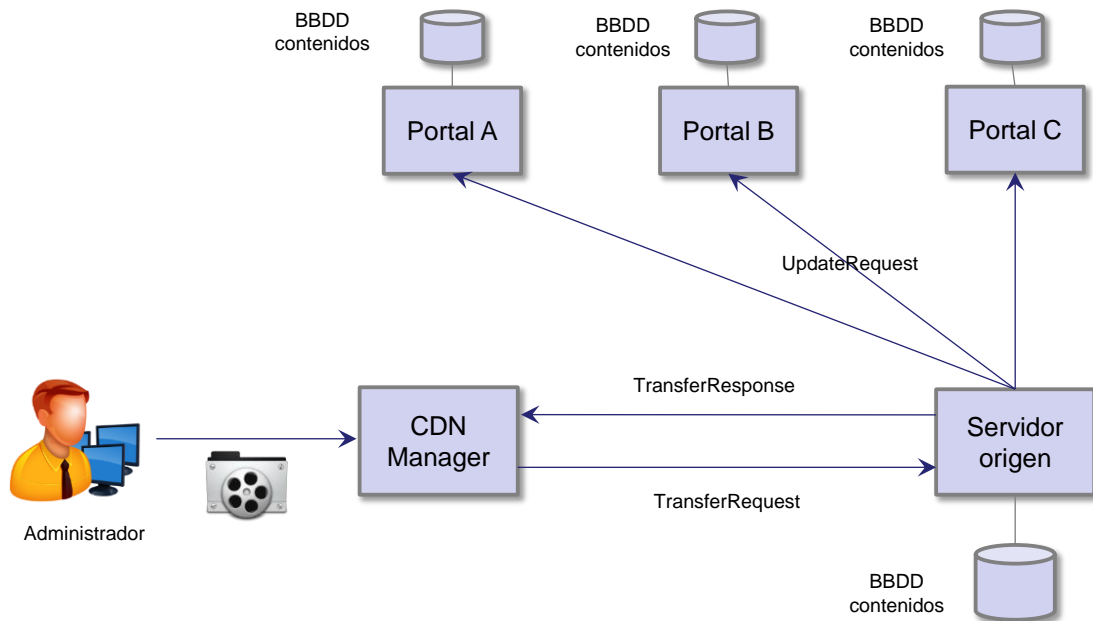 BBDD
contenidos
BBDD
contenidos
BBDD
contenidos
Portal A
Portal B
Portal C
UpdateRequest
TransferResponse
CDN
Manager
Servidor
origen
TransferRequest
Administrador
BBDD
contenidos